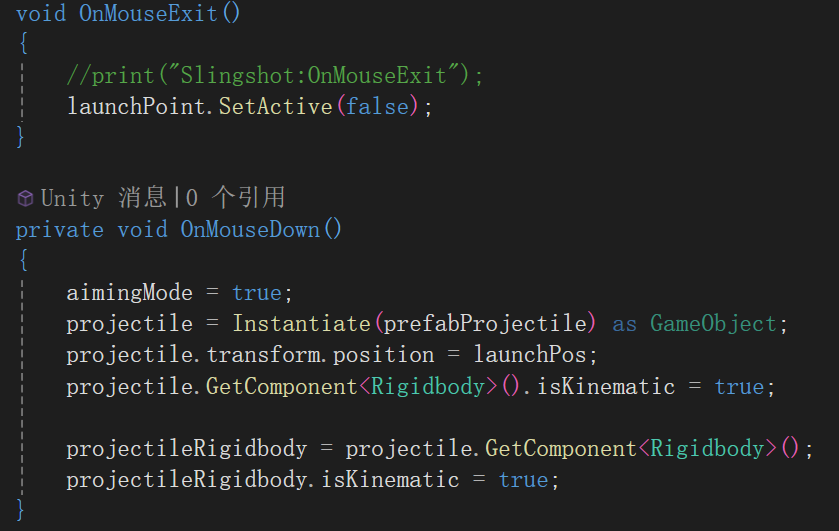 void OnMouseExit()
{
//print("Slingshot:OnMouseExit");
launchPoint.SetActive(false);
}
Unity 消息|0 个引用
private void OnMouseDown()
{
aimingMode = true;
projectile = Instantiate(prefabProjectile) as GameObject;
projectile.transform.position = launchPos;
projectile.GetComponent<Rigidbody>().isKinematic = true;
projectileRigidbody = projectile.GetComponent<Rigidbody>();
projectileRigidbody.isKinematic = true;
}